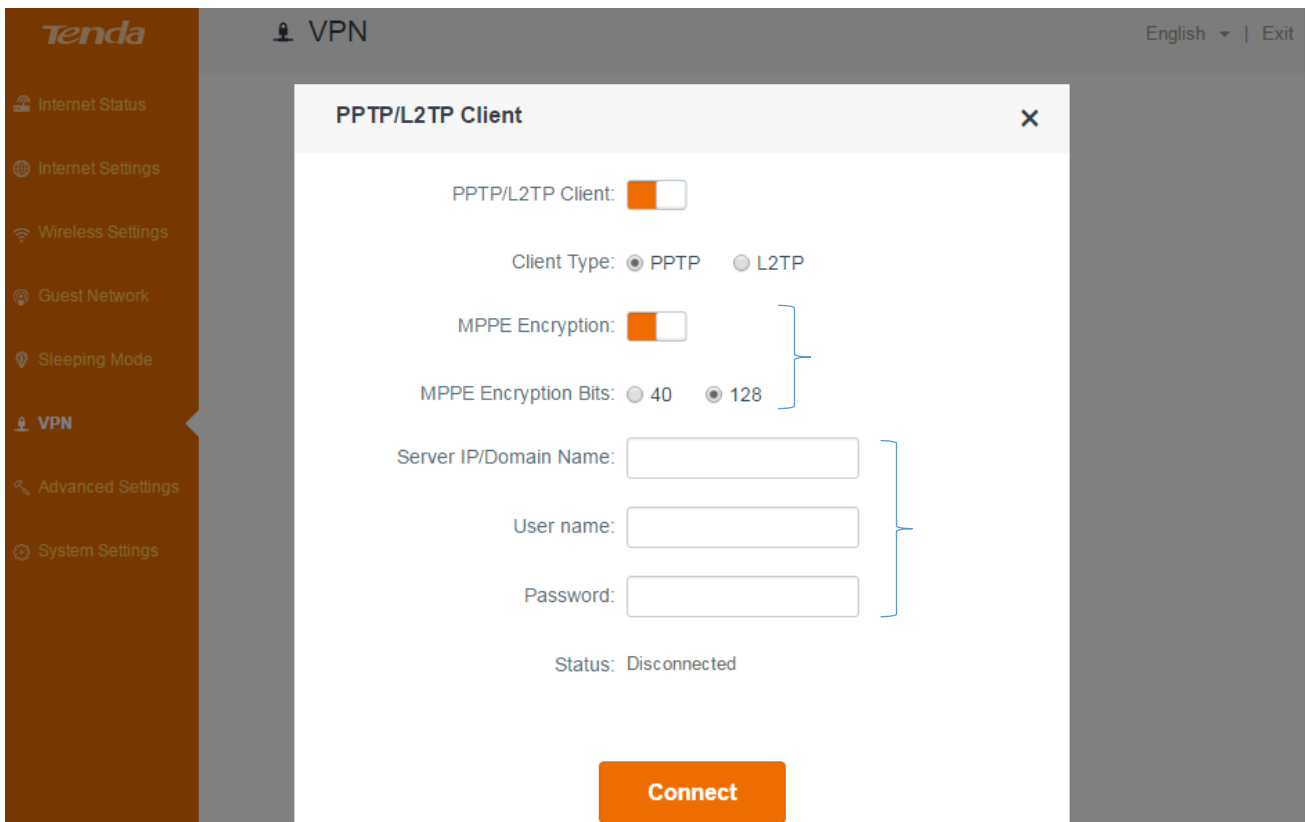 Tenda
VPN
English | Exit
Internet Status
Internet Settings
Wireless Settings
Guest Network
Sleeping Mode
VPN
Advanced Settings
System Settings
PPTP/L2TP Client
PPTP/L2TP Client:
Client Type: PPTP L2TP
MPPE Encryption:
MPPE Encryption Bits: 40 128
Server IP/Domain Name:
User name:
Password:
Status: Disconnected
Connect